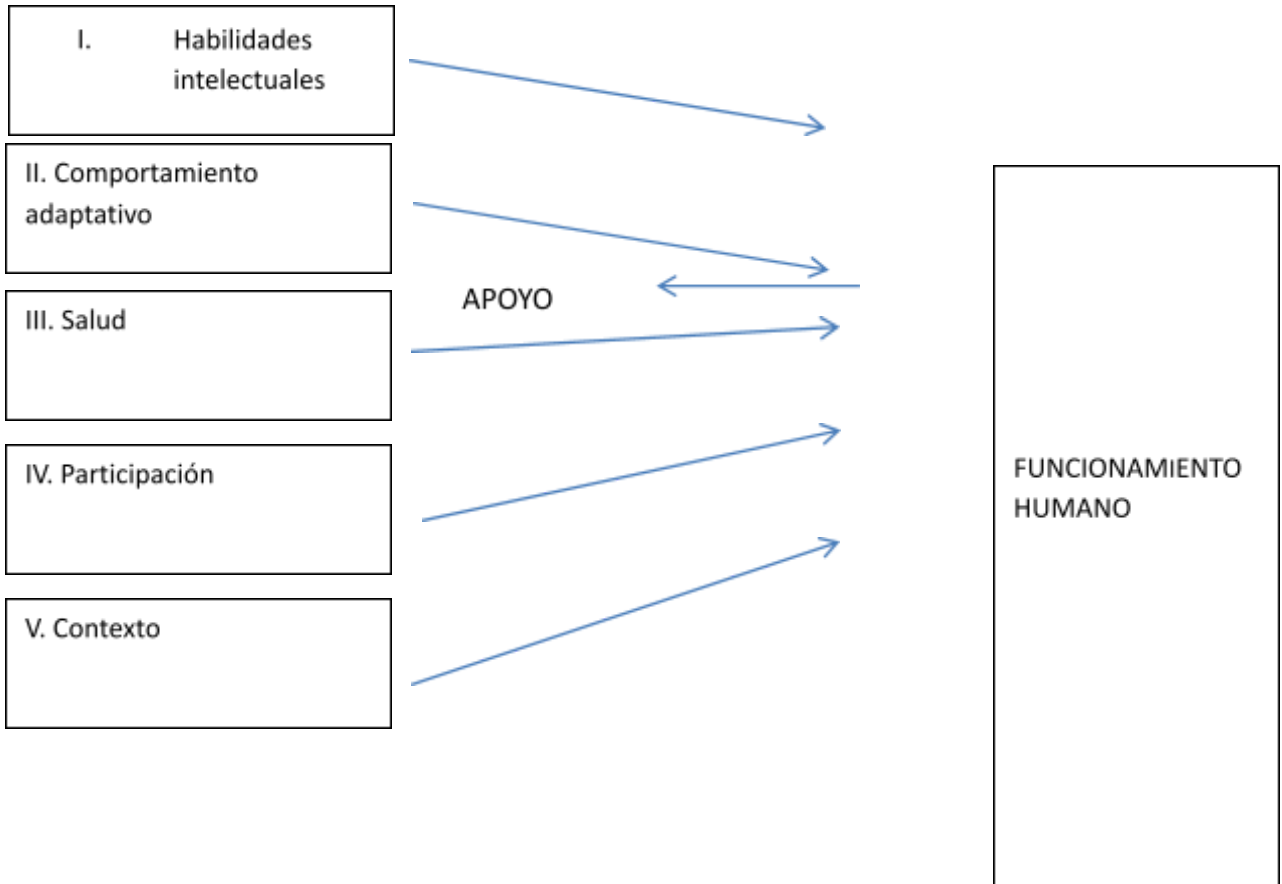 I. Habilidades
intelectuales
II. Comportamiento
adaptativo
III. Salud
APOYO
IV. Participación
V. Contexto
FUNCIONAMIENTO
HUMANO